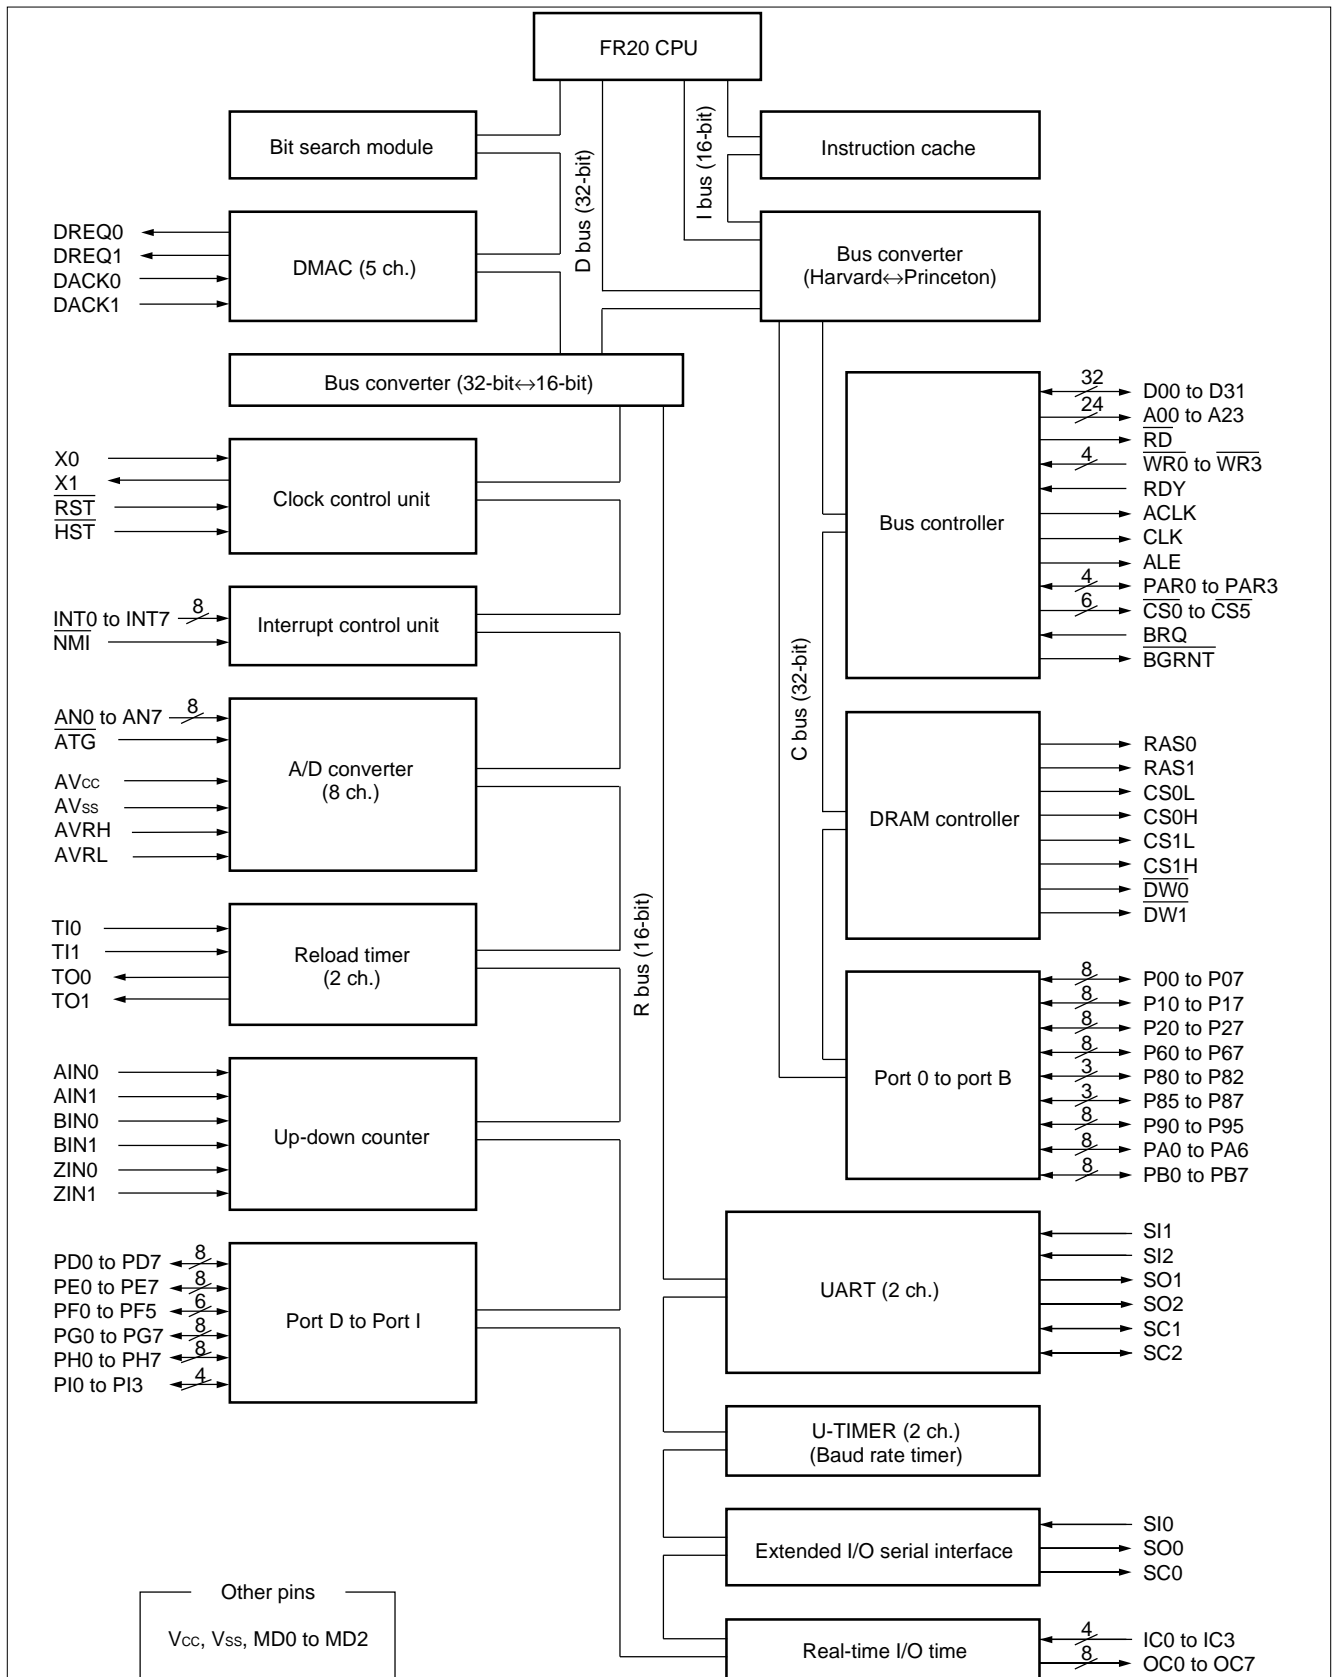 FR20 CPU
Bit search module
Instruction cache
D bus (32-bit)
I bus (16-bit)
DREQ0
DREQ1
DACK0
DACK1
DMAC (5 ch.)
Bus converter
(Harvard↔Princeton)
Bus converter (32-bit↔16-bit)
X0
X1
RST
HST
Clock control unit
INT0 to INT7
8
NMI
Interrupt control unit
AN0 to AN7
8
ATG
AVCC
AVSS
AVRH
AVRL
A/D converter
(8 ch.)
TI0
TI1
TO0
TO1
Reload timer
(2 ch.)
AIN0
AIN1
BIN0
BIN1
ZIN0
ZIN1
Up-down counter
PD0 to PD7
8
PE0 to PE7
8
PF0 to PF5
6
PG0 to PG7
8
PH0 to PH7
8
PI0 to PI3
4
Port D to Port I
R bus (16-bit)
C bus (32-bit)
Bus controller
32
D00 to D31
24
A00 to A23
RD
4
WR0 to WR3
RDY
ACLK
CLK
ALE
4
PAR0 to PAR3
6
CS0 to CS5
BRQ
BGRNT
DRAM controller
RAS0
RAS1
CS0L
CS0H
CS1L
CS1H
DW0
DW1
Port 0 to port B
8
P00 to P07
8
P10 to P17
8
P20 to P27
8
P60 to P67
3
P80 to P82
3
P85 to P87
8
P90 to P95
8
PA0 to PA6
8
PB0 to PB7
UART (2 ch.)
SI1
SI2
SO1
SO2
SC1
SC2
U-TIMER (2 ch.)
(Baud rate timer)
Extended I/O serial interface
SI0
SO0
SC0
Real-time I/O time
4
IC0 to IC3
8
OC0 to OC7
Other pins
VCC, VSS, MD0 to MD2